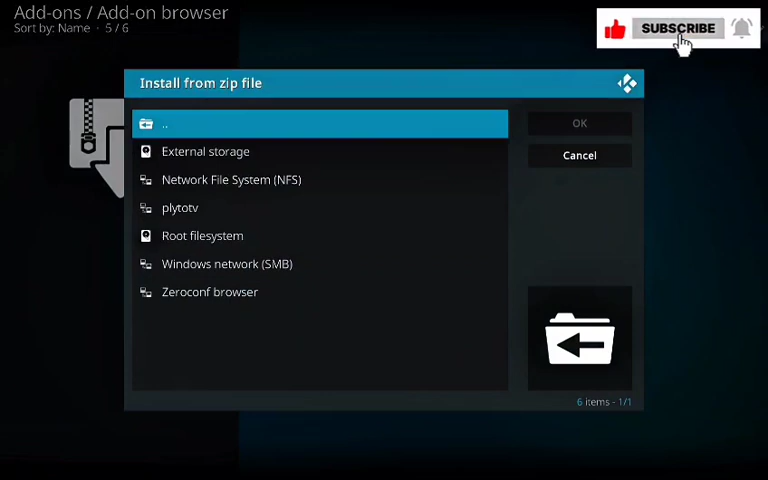 Add-ons / Add-on browser
Sort by: Name · 5 / 6
SUBSCRIBE
Install from zip file
..
External storage
Network File System (NFS)
plytotv
Root filesystem
Windows network (SMB)
Zeroconf browser
OK
Cancel
6 items - 1/1